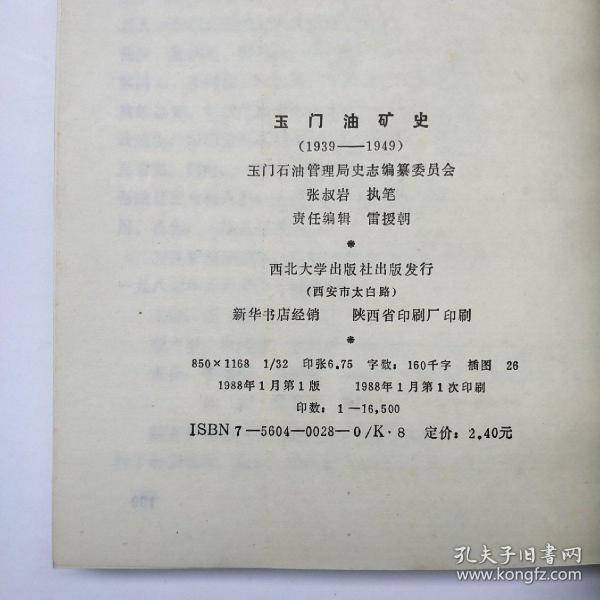 玉门油矿史
(1939——1949)
玉门石油管理局史志编纂委员会
张叔岩 执笔
责任编辑 雷援朝
*
西北大学出版社出版发行
(西安市太白路)
新华书店经销 陕西省印刷厂印刷
*
850×1168 1/32 印张6.75 字数：160千字 插图 26
1988年1月第1版 1988年1月第1次印刷
印数：1—16,500
ISBN7—5604—0028—0/K·8 定价：2.40元
孔夫子旧书网
www.kongfz.com